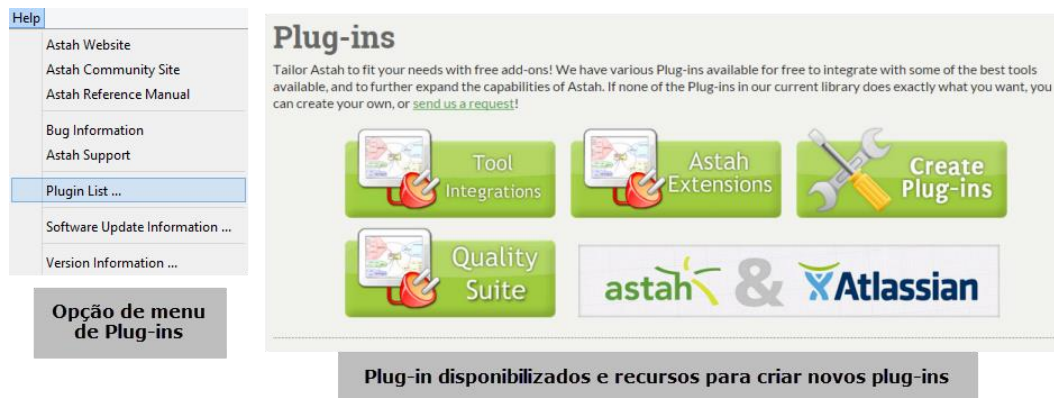 Help
Astah Website
Astah Community Site
Astah Reference Manual
Bug Information
Astah Support
Plugin List ...
Software Update Information ...
Version Information ...
Opção de menu
de Plug-ins
Plug-ins
Tailor Astah to fit your needs with free add-ons! We have various Plug-ins available for free to integrate with some of the best tools
available, and to further expand the capabilities of Astah. If none of the Plug-ins in our current library does exactly what you want, you
can create your own, or send us a request!
Tool
Integrations
Astah
Extensions
Create
Plug-ins
Quality
Suite
astah & Atlassian
Plug-in disponibilizados e recursos para criar novos plug-ins